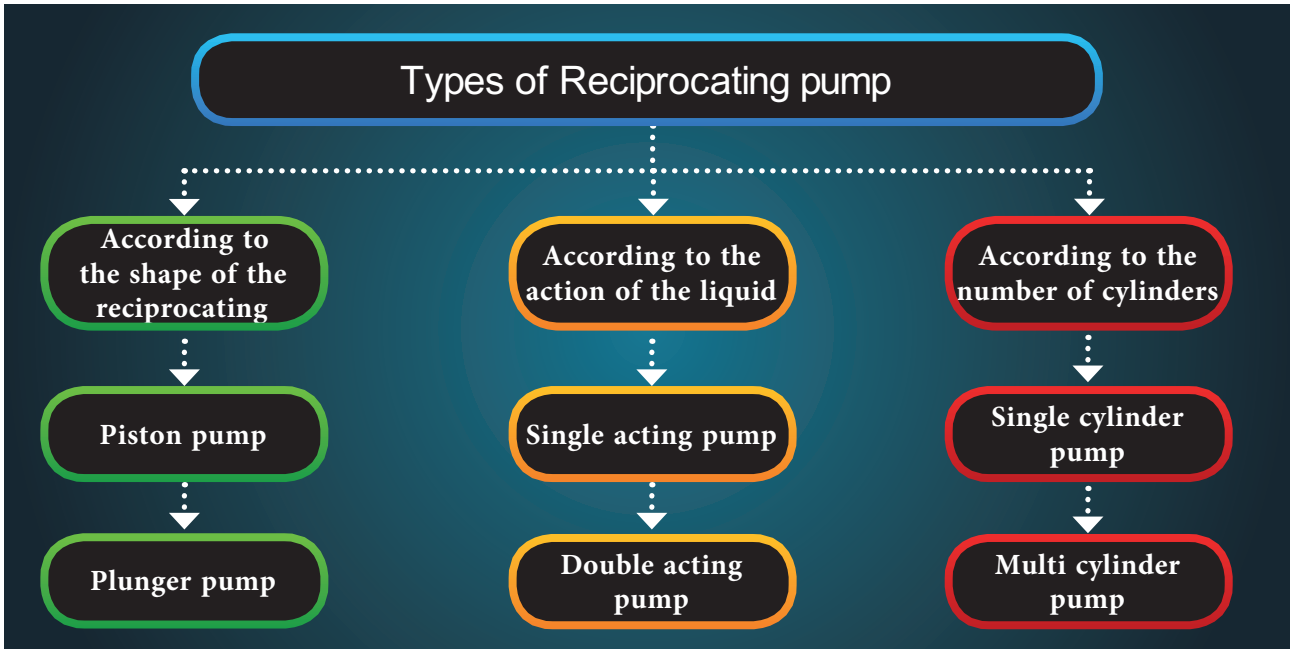 Types of Reciprocating pump
According to
the shape of the
reciprocating
According to the
action of the liquid
According to the
number of cylinders
Piston pump
Single acting pump
Single cylinder
pump
Plunger pump
Double acting
pump
Multi cylinder
pump